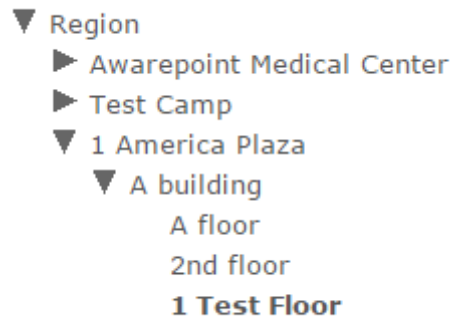 Region
Awarepoint Medical Center
Test Camp
1 America Plaza
A building
A floor
2nd floor
1 Test Floor